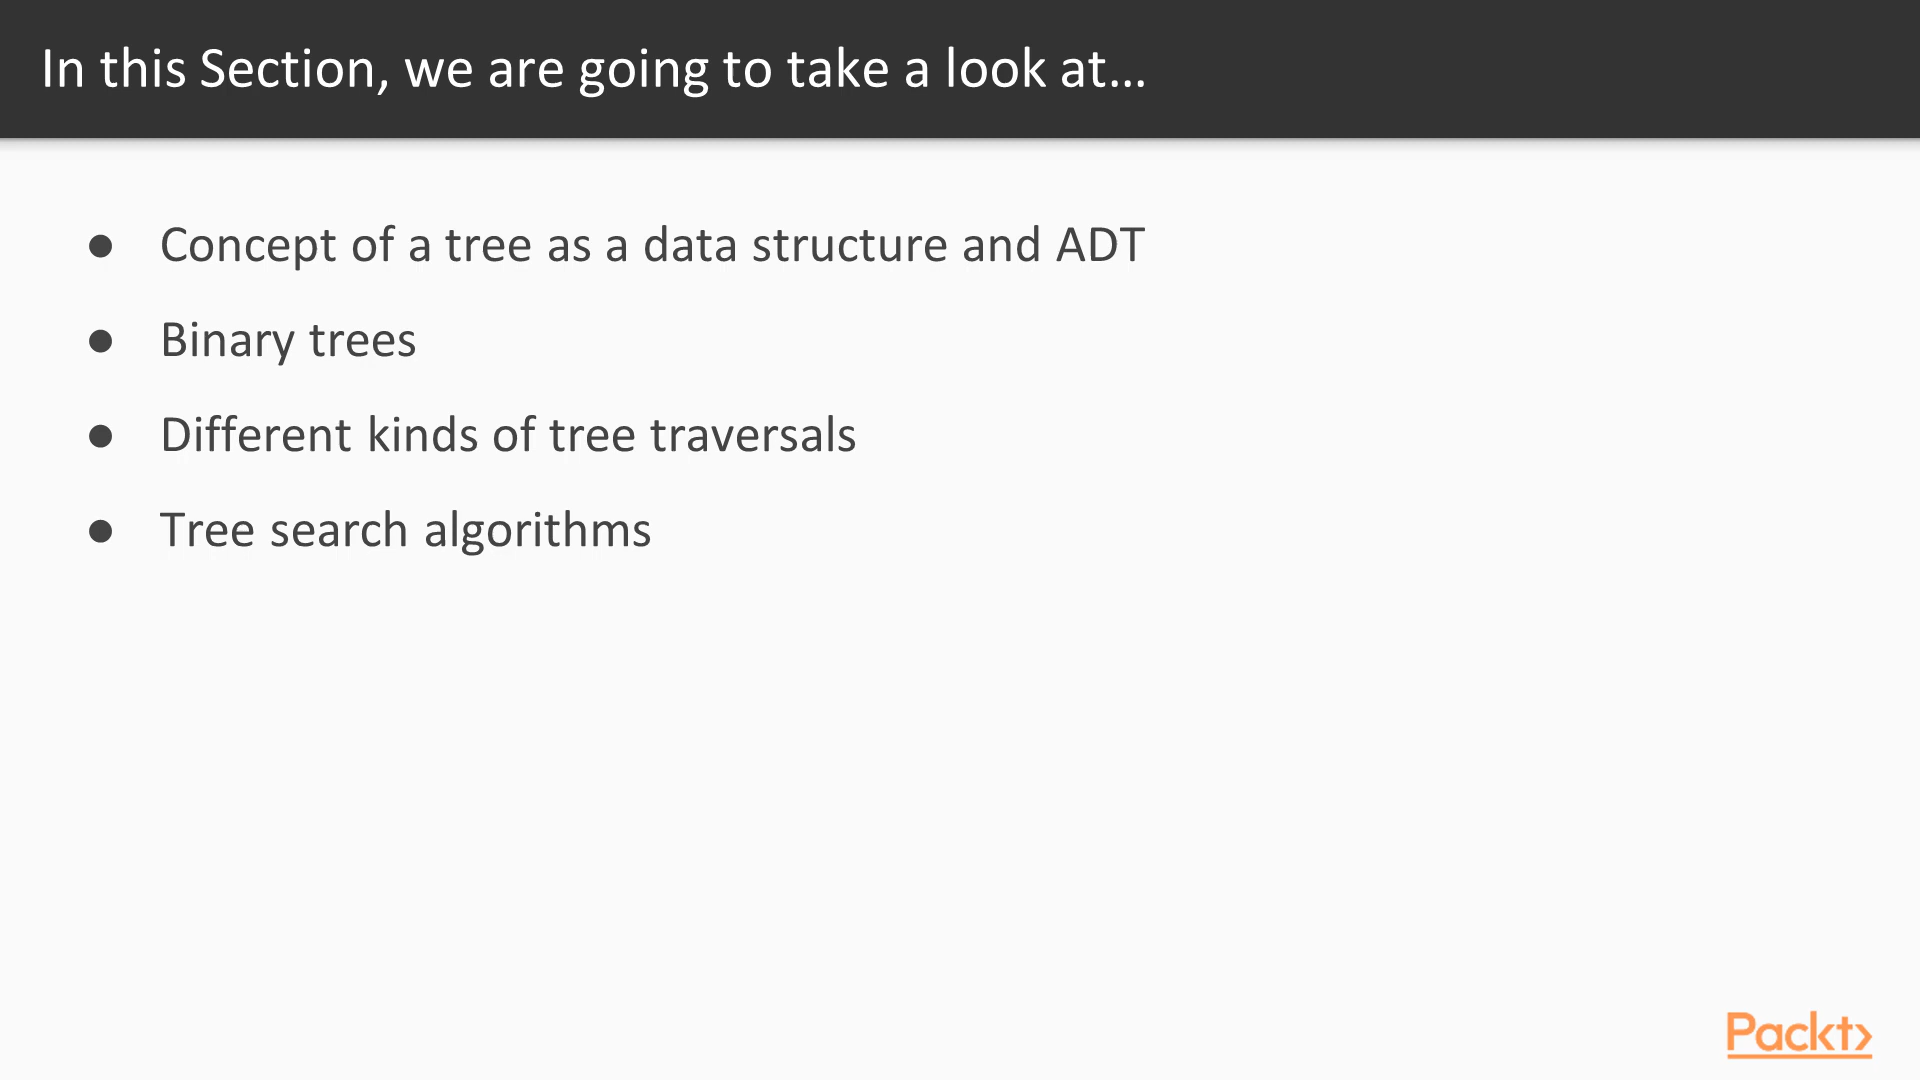 In this Section, we are going to take a look at...
● Concept of a tree as a data structure and ADT
● Binary trees
● Different kinds of tree traversals
● Tree search algorithms
Packt>